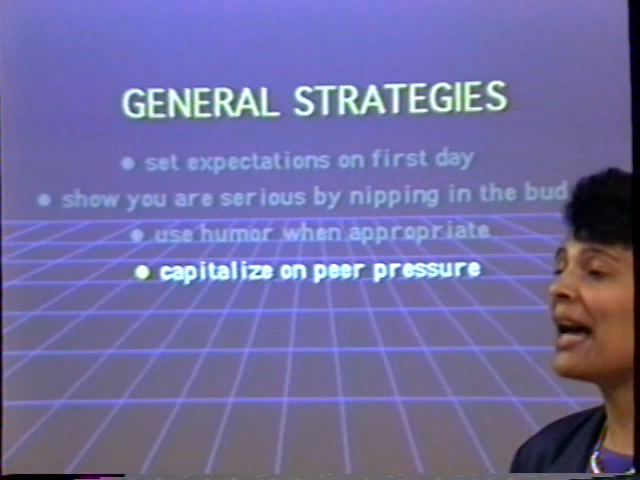 GENERAL STRATEGIES
● set expectations on first day
● show you are serious by nipping in the bud
● use humor when appropriate
● capitalize on peer pressure